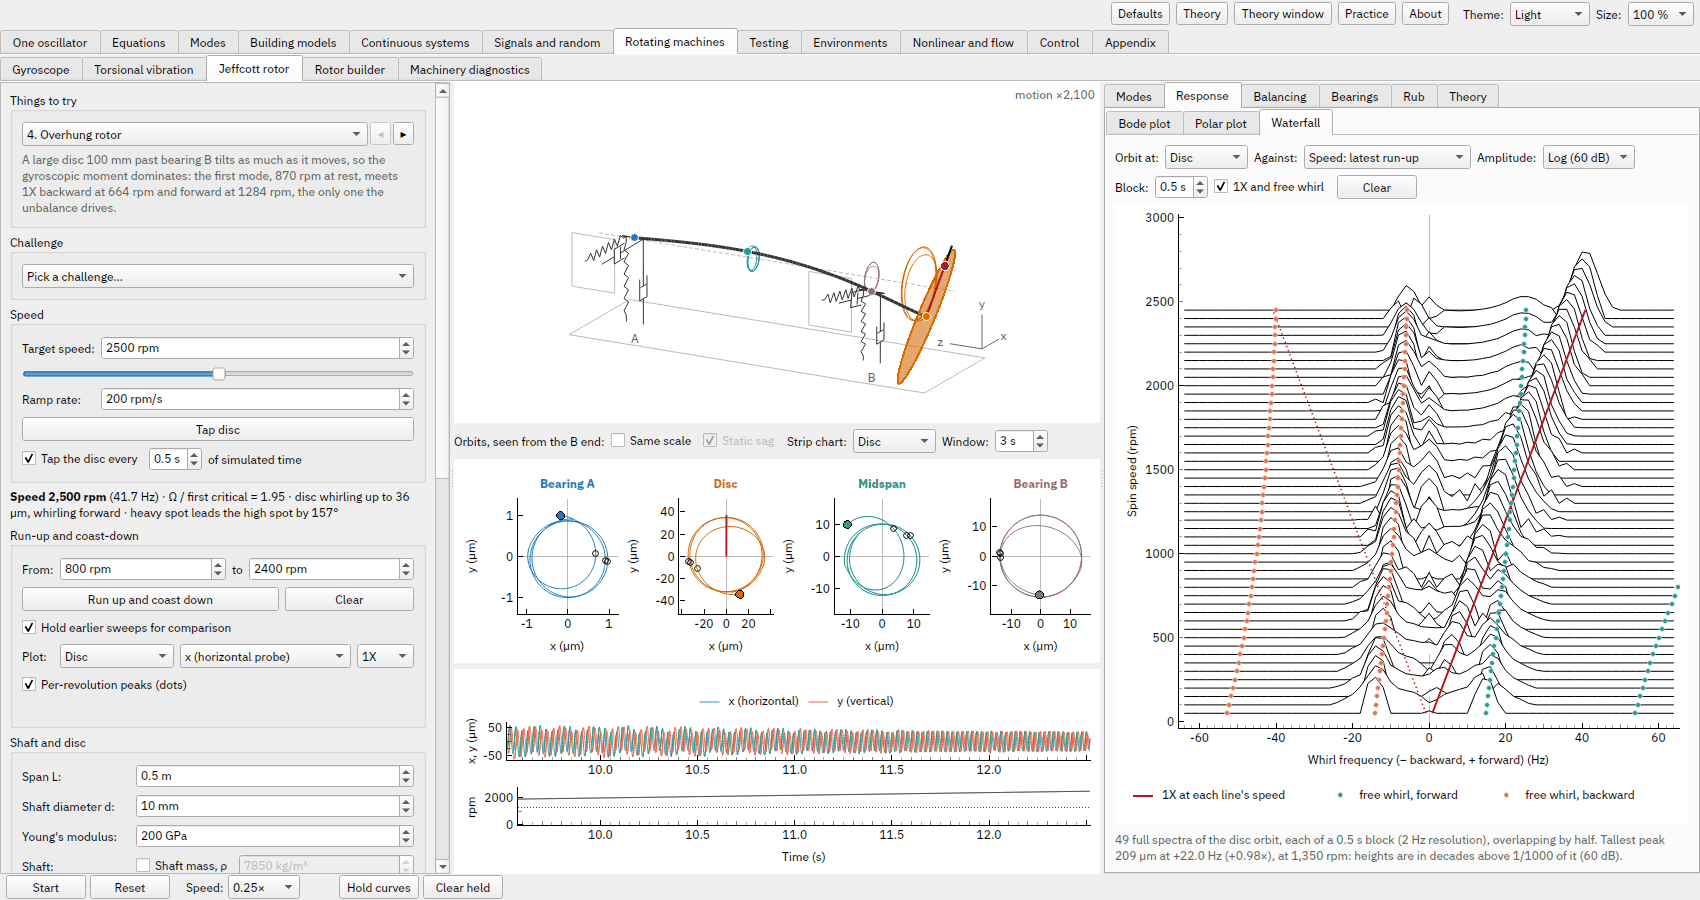 Defaults Theory Theory window Practice About Theme: Light Size: 100 %
One oscillator Equations Modes Building models Continuous systems Signals and random Rotating machines Testing Environments Nonlinear and flow Control Appendix
Gyroscope Torsional vibration Jeffcott rotor Rotor builder Machinery diagnostics
Things to try
4. Overhung rotor
A large disc 100 mm past bearing B tilts as much as it moves, so the
gyroscopic moment dominates: the first mode, 870 rpm at rest, meets
1X backward at 664 rpm and forward at 1284 rpm, the only one the
unbalance drives.
Challenge
Pick a challenge...
Speed
Target speed: 2500 rpm
Ramp rate: 200 rpm/s
Tap disc
Tap the disc every 0.5 s of simulated time
Speed 2,500 rpm (41.7 Hz) · Ω / first critical = 1.95 · disc whirling up to 36
µm, whirling forward · heavy spot leads the high spot by 157°
Run-up and coast-down
From: 800 rpm to 2400 rpm
Run up and coast down Clear
Hold earlier sweeps for comparison
Plot: Disc x (horizontal probe) 1X
Per-revolution peaks (dots)
Shaft and disc
Span L: 0.5 m
Shaft diameter d: 10 mm
Young's modulus: 200 GPa
Shaft: Shaft mass, ρ 7850 kg/m³
Start Reset Speed: 0.25× Hold curves Clear held
motion ×2,100
A
B
y
x
z
Orbits, seen from the B end: Same scale Static sag Strip chart: Disc Window: 3 s
Bearing A Disc Midspan Bearing B
y (µm) 1 0 -1
-1 0 1
x (µm)
y (µm) 40 20 0 -20 -40
-20 0 20
x (µm)
y (µm) 10 0 -10
-10 0 10
x (µm)
y (µm) 10 0 -10
-10 0 10
x (µm)
x (horizontal) y (vertical)
x, y (µm) 50 -50
10.0 10.5 11.0 11.5 12.0
rpm 2000 0
10.0 10.5 11.0 11.5 12.0
Time (s)
Modes Response Balancing Bearings Rub Theory
Bode plot Polar plot Waterfall
Orbit at: Disc Against: Speed: latest run-up Amplitude: Log (60 dB)
Block: 0.5 s 1X and free whirl Clear
Spin speed (rpm)
3000
2500
2000
1500
1000
500
0
-60 -40 -20 0 20 40 60
Whirl frequency (− backward, + forward) (Hz)
1X at each line's speed free whirl, forward free whirl, backward
49 full spectra of the disc orbit, each of a 0.5 s block (2 Hz resolution), overlapping by half. Tallest peak
209 µm at +22.0 Hz (+0.98×), at 1,350 rpm: heights are in decades above 1/1000 of it (60 dB).